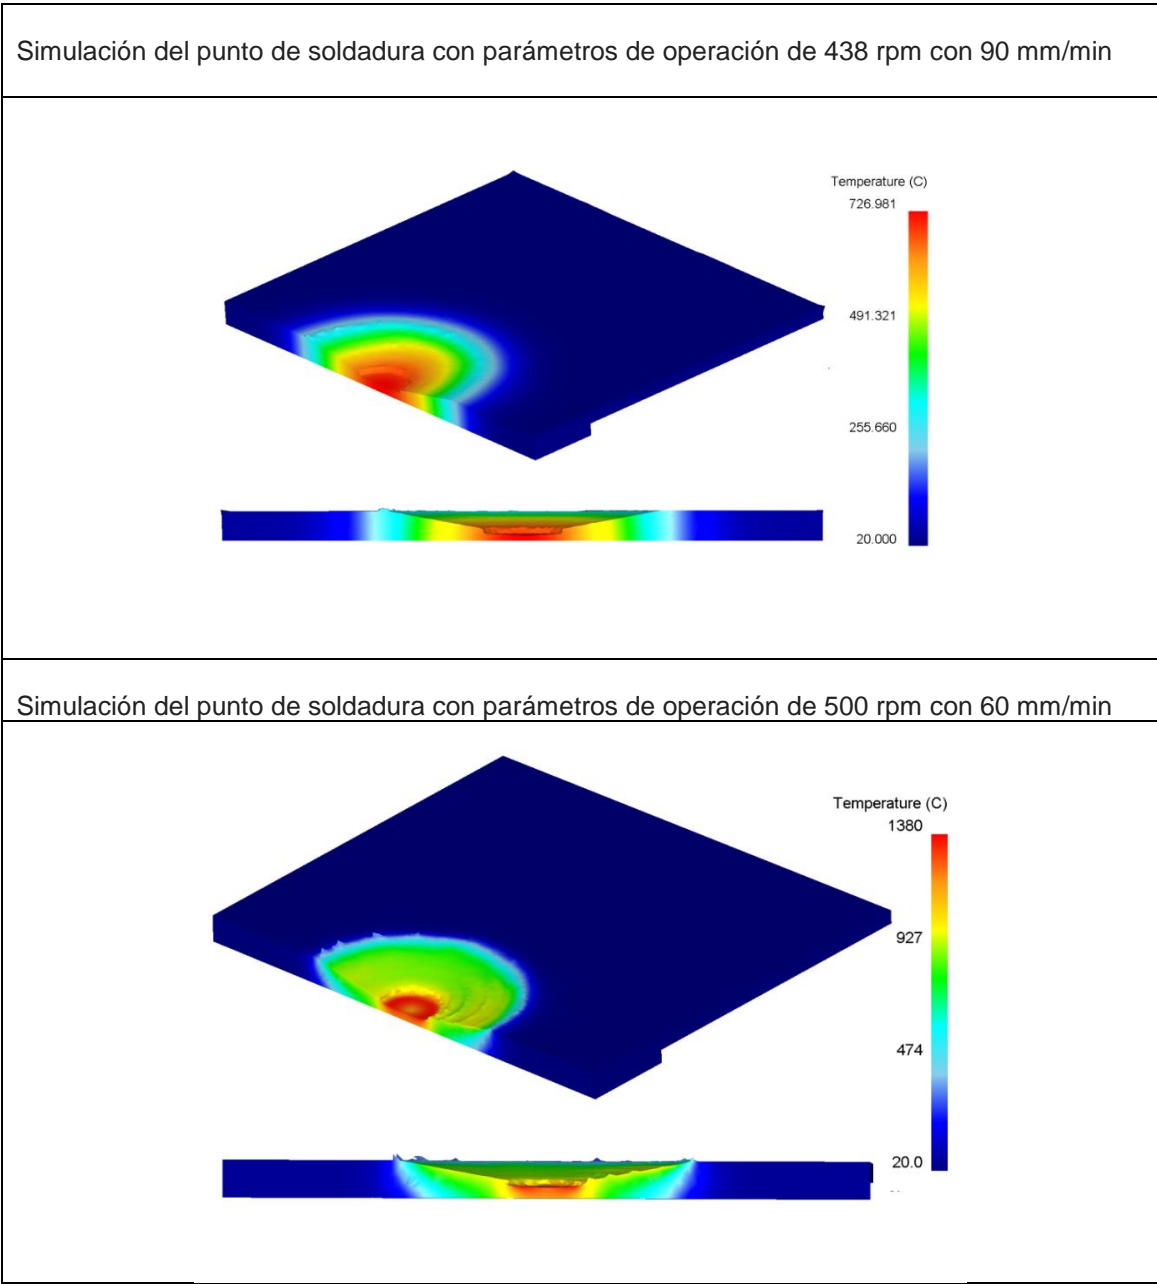 Simulación del punto de soldadura con parámetros de operación de 438 rpm con 90 mm/min
Temperature (C)
726.981
491.321
255.660
20.000
Simulación del punto de soldadura con parámetros de operación de 500 rpm con 60 mm/min
Temperature (C)
1380
927
474
20.0